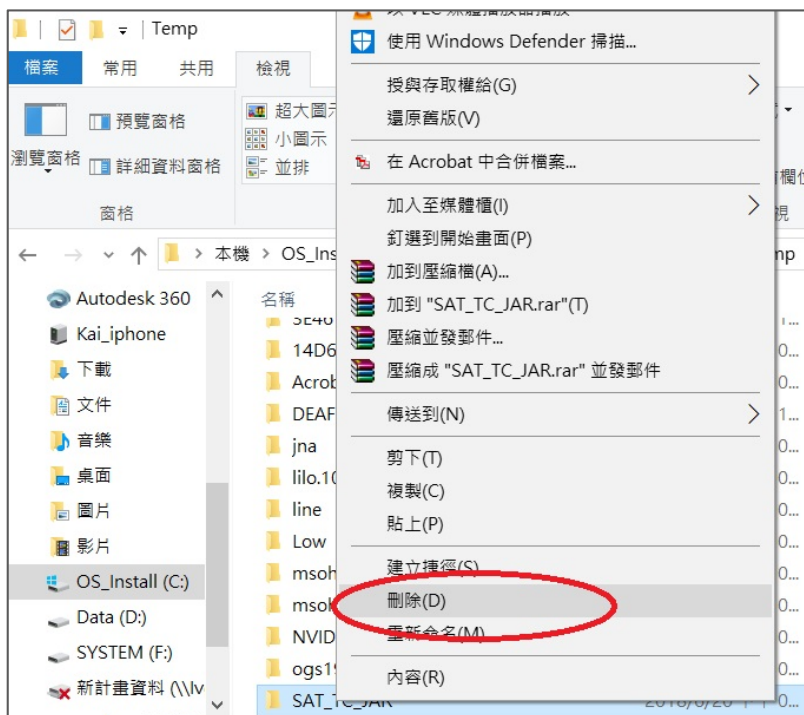 Temp
檔案 常用 共用 檢視
預覽窗格
詳細資料窗格
瀏覽窗格
窗格
小圖示
並排
本機 OS_Ins
名稱
Autodesk 360
Kai_iphone
下載
文件
音樂
桌面
圖片
影片
OS_Install (C:)
Data (D:)
SYSTEM (F:)
新計畫資料 (\\lv
14D6
Acrob
DEAF
jna
lilo.10
line
Low
msoh
NVID
SAT_TC_JAR
使用 Windows Defender 掃描...
授與存取權給(G)
還原舊版(V)
在 Acrobat 中合併檔案...
加入至媒體櫃(I)
釘選到開始畫面(P)
加到壓縮檔(A)...
加到 "SAT_TC_JAR.rar"(T)
壓縮並發郵件...
壓縮成 "SAT_TC_JAR.rar" 並發郵件
傳送到(N)
剪下(T)
複製(C)
貼上(P)
建立捷徑(S)
刪除(D)
重新命名(M)
內容(R)